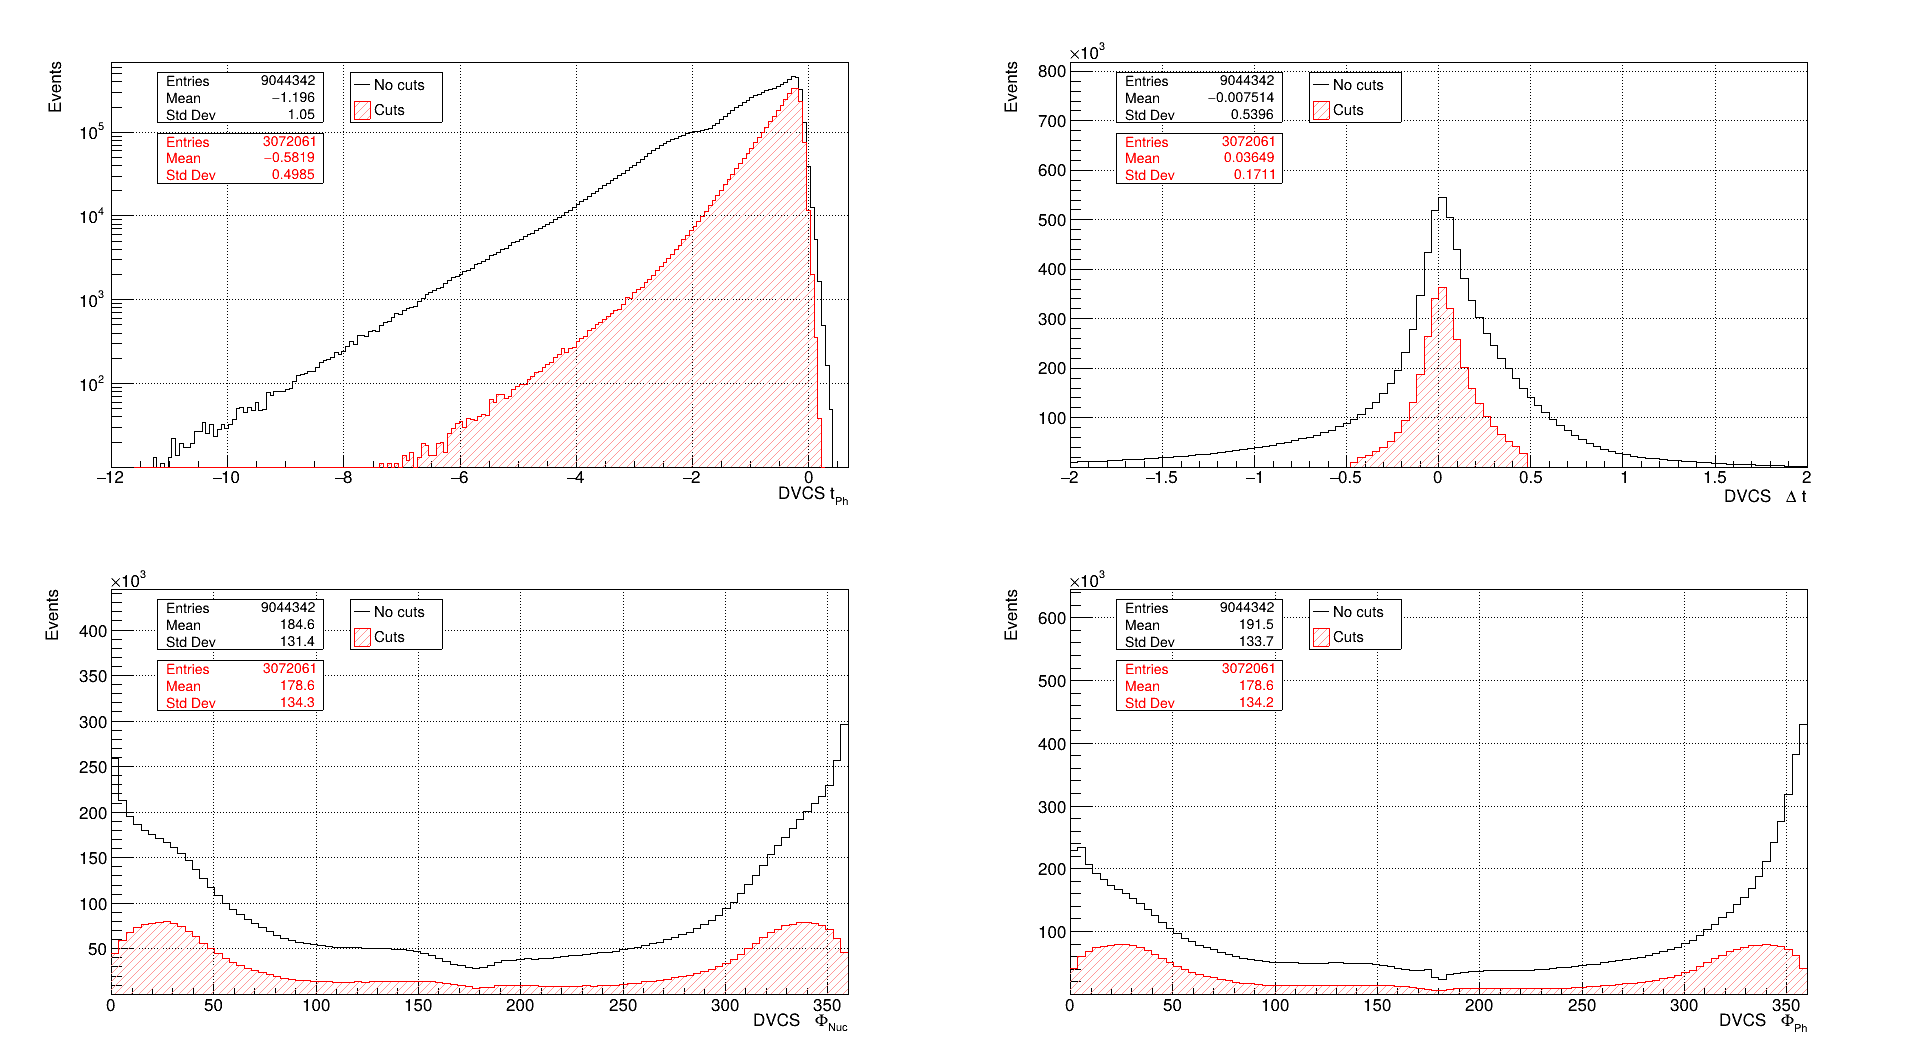 Events
Entries 9044342
Mean −1.196
Std Dev 1.05
Entries 3072061
Mean −0.5819
Std Dev 0.4985
No cuts
Cuts
10^5
10^4
10^3
10^2
−12 −10 −8 −6 −4 −2 0
DVCS t_Ph
×10^3
Events
Entries 9044342
Mean −0.007514
Std Dev 0.5396
Entries 3072061
Mean 0.03649
Std Dev 0.1711
No cuts
Cuts
800
700
600
500
400
300
200
100
−2 −1.5 −1 −0.5 0 0.5 1 1.5 2
DVCS Δ t
×10^3
Events
Entries 9044342
Mean 184.6
Std Dev 131.4
Entries 3072061
Mean 178.6
Std Dev 134.3
No cuts
Cuts
400
350
300
250
200
150
100
50
0 50 100 150 200 250 300 350
DVCS Φ_Nuc
×10^3
Events
Entries 9044342
Mean 191.5
Std Dev 133.7
Entries 3072061
Mean 178.6
Std Dev 134.2
No cuts
Cuts
600
500
400
300
200
100
0 50 100 150 200 250 300 350
DVCS Φ_Ph